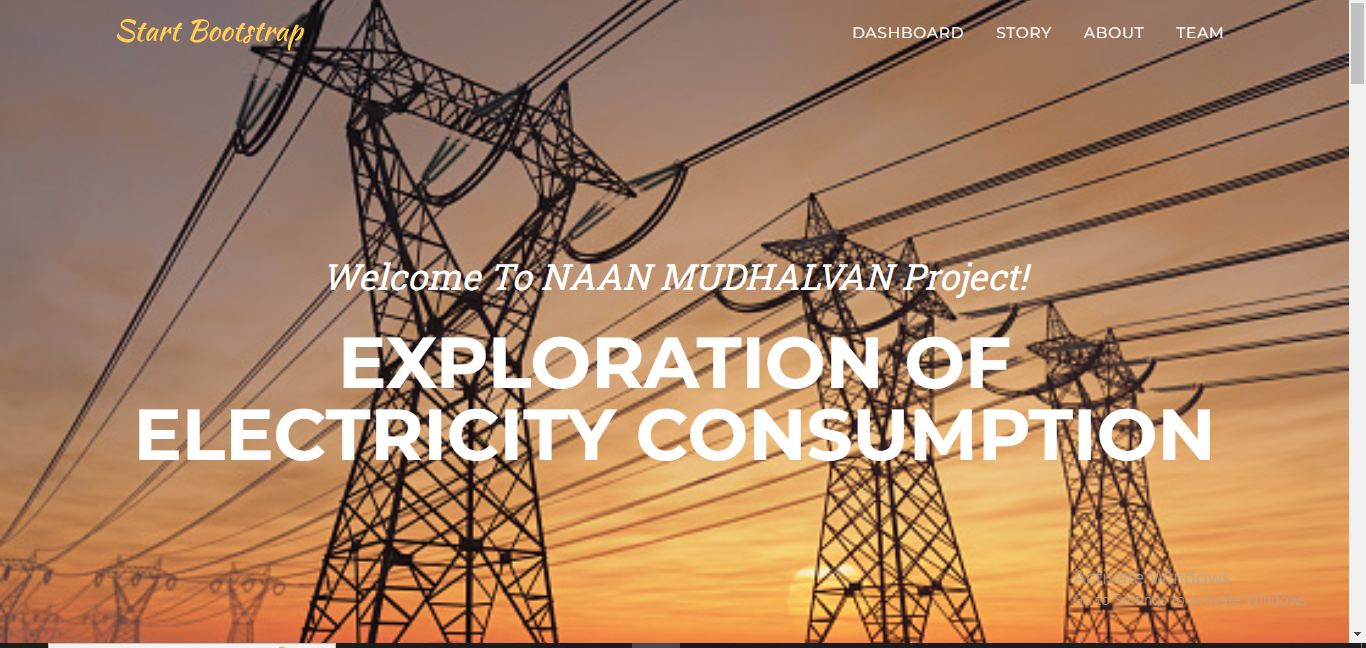 Start Bootstrap
DASHBOARD STORY ABOUT TEAM
Welcome To NAAN MUDHALVAN Project!
EXPLORATION OF
ELECTRICITY CONSUMPTION
Activate Windows
Go to Settings to activate Windows.